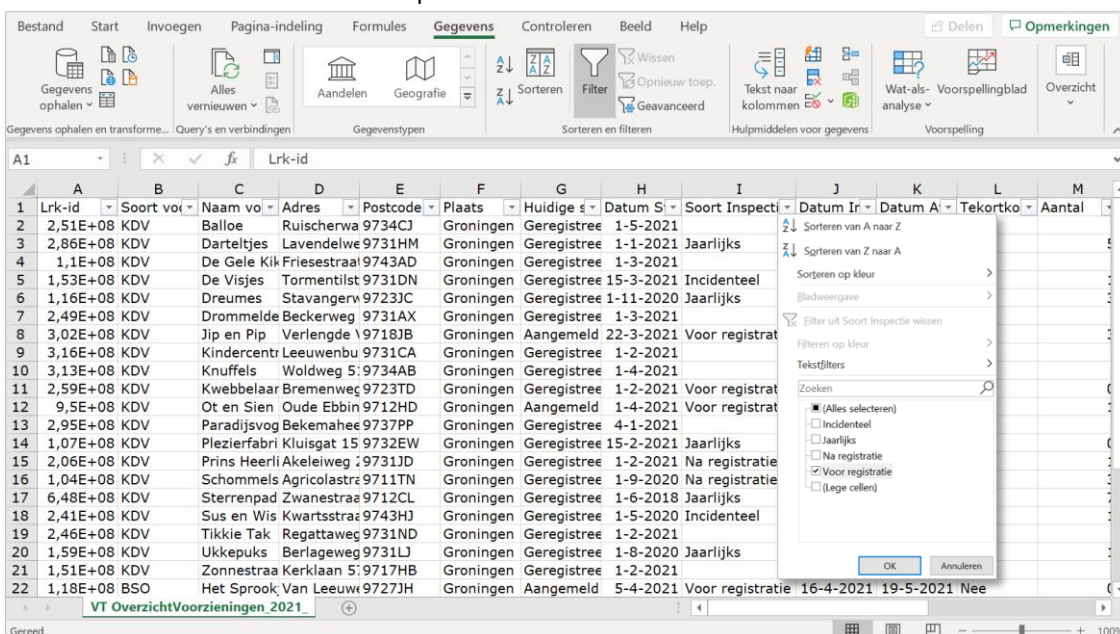 Bestand Start Invoegen Pagina-indeling Formules Gegevens Controleren Beeld Help Delen Opmerkingen
Gegevens ophalen Alles vernieuwen Aandelen Geografie Sorteren Filter Wissen Opnieuw toep. Geavanceerd Tekst naar kolommen Wat-als-analyse Voorspellingblad Overzicht
Gegevens ophalen en transforme... Query's en verbindingen Gegevenstypen Sorteren en filteren Hulpmiddelen voor gegevens Voorspelling
A1 fx Lrk-id
A B C D E F G H I J K L M
1 Lrk-id Soort voo Naam vo Adres Postcode Plaats Huidige s Datum S Soort Inspecti Datum Ir Datum A Tekortko Aantal
2 2,51E+08 KDV Balloe Ruischerwa 9734CJ Groningen Geregistree 1-5-2021
3 2,86E+08 KDV Darteltjes Lavendelwe 9731HM Groningen Geregistree 1-1-2021 Jaarlijks
4 1,1E+08 KDV De Gele Kik Friesestraat 9743AD Groningen Geregistree 1-3-2021
5 1,53E+08 KDV De Visjes Tormentilst 9731DN Groningen Geregistree 15-3-2021 Incidenteel
6 1,16E+08 KDV Dreumes Stavangerw 9723JC Groningen Geregistree 1-11-2020 Jaarlijks
7 2,49E+08 KDV Drommelde Beckerweg 9731AX Groningen Geregistree 1-3-2021
8 3,02E+08 KDV Jip en Pip Verlengde 9718JB Groningen Aangemeld 22-3-2021 Voor registrat
9 3,16E+08 KDV Kindercentr Leeuwenbu 9731CA Groningen Geregistree 1-2-2021
10 3,13E+08 KDV Knuffels Woldweg 9734AB Groningen Geregistree 1-4-2021
11 2,59E+08 KDV Kwebbelaar Bremenweg 9723TD Groningen Geregistree 1-2-2021 Voor registrat
12 9,5E+08 KDV Ot en Sien Oude Ebbin 9712HD Groningen Aangemeld 1-4-2021 Voor registrat
13 2,95E+08 KDV Paradijsvog Bekemahee 9737PP Groningen Geregistree 4-1-2021
14 1,07E+08 KDV Plezierfabri Kluisgat 15 9732EW Groningen Geregistree 15-2-2021 Jaarlijks
15 2,06E+08 KDV Prins Heerli Akeleiweg 9731JD Groningen Geregistree 1-2-2021 Na registratie
16 1,04E+08 KDV Schommels Agricolastra 9711TN Groningen Geregistree 1-9-2020 Na registratie
17 6,48E+08 KDV Sterrenpad Zwanestraa 9712CL Groningen Geregistree 1-6-2018 Jaarlijks
18 2,41E+08 KDV Sus en Wis Kwartsstraa 9743HJ Groningen Geregistree 1-5-2020 Incidenteel
19 2,46E+08 KDV Tikkie Tak Regattaweg 9731ND Groningen Geregistree 1-2-2021
20 1,59E+08 KDV Ukkepuks Berlageweg 9731LJ Groningen Geregistree 1-8-2020 Jaarlijks
21 1,51E+08 KDV Zonnestraa Kerklaan 9717HB Groningen Geregistree 1-2-2021
22 1,18E+08 BSO Het Sprook Van Leeuwe 9727JH Groningen Aangemeld 5-4-2021 Voor registratie 16-4-2021 19-5-2021 Nee
Sorteren van A naar Z
Sorteren van Z naar A
Sorteren op kleur
Bladweergave
Filter uit Soort Inspectie wissen
Filteren op kleur
Tekstfilters
Zoeken
(Alles selecteren)
Incidenteel
Jaarlijks
Na registratie
Voor registratie
(Lege cellen)
OK Annuleren
VT OverzichtVoorzieningen_2021_
Gereed 100%